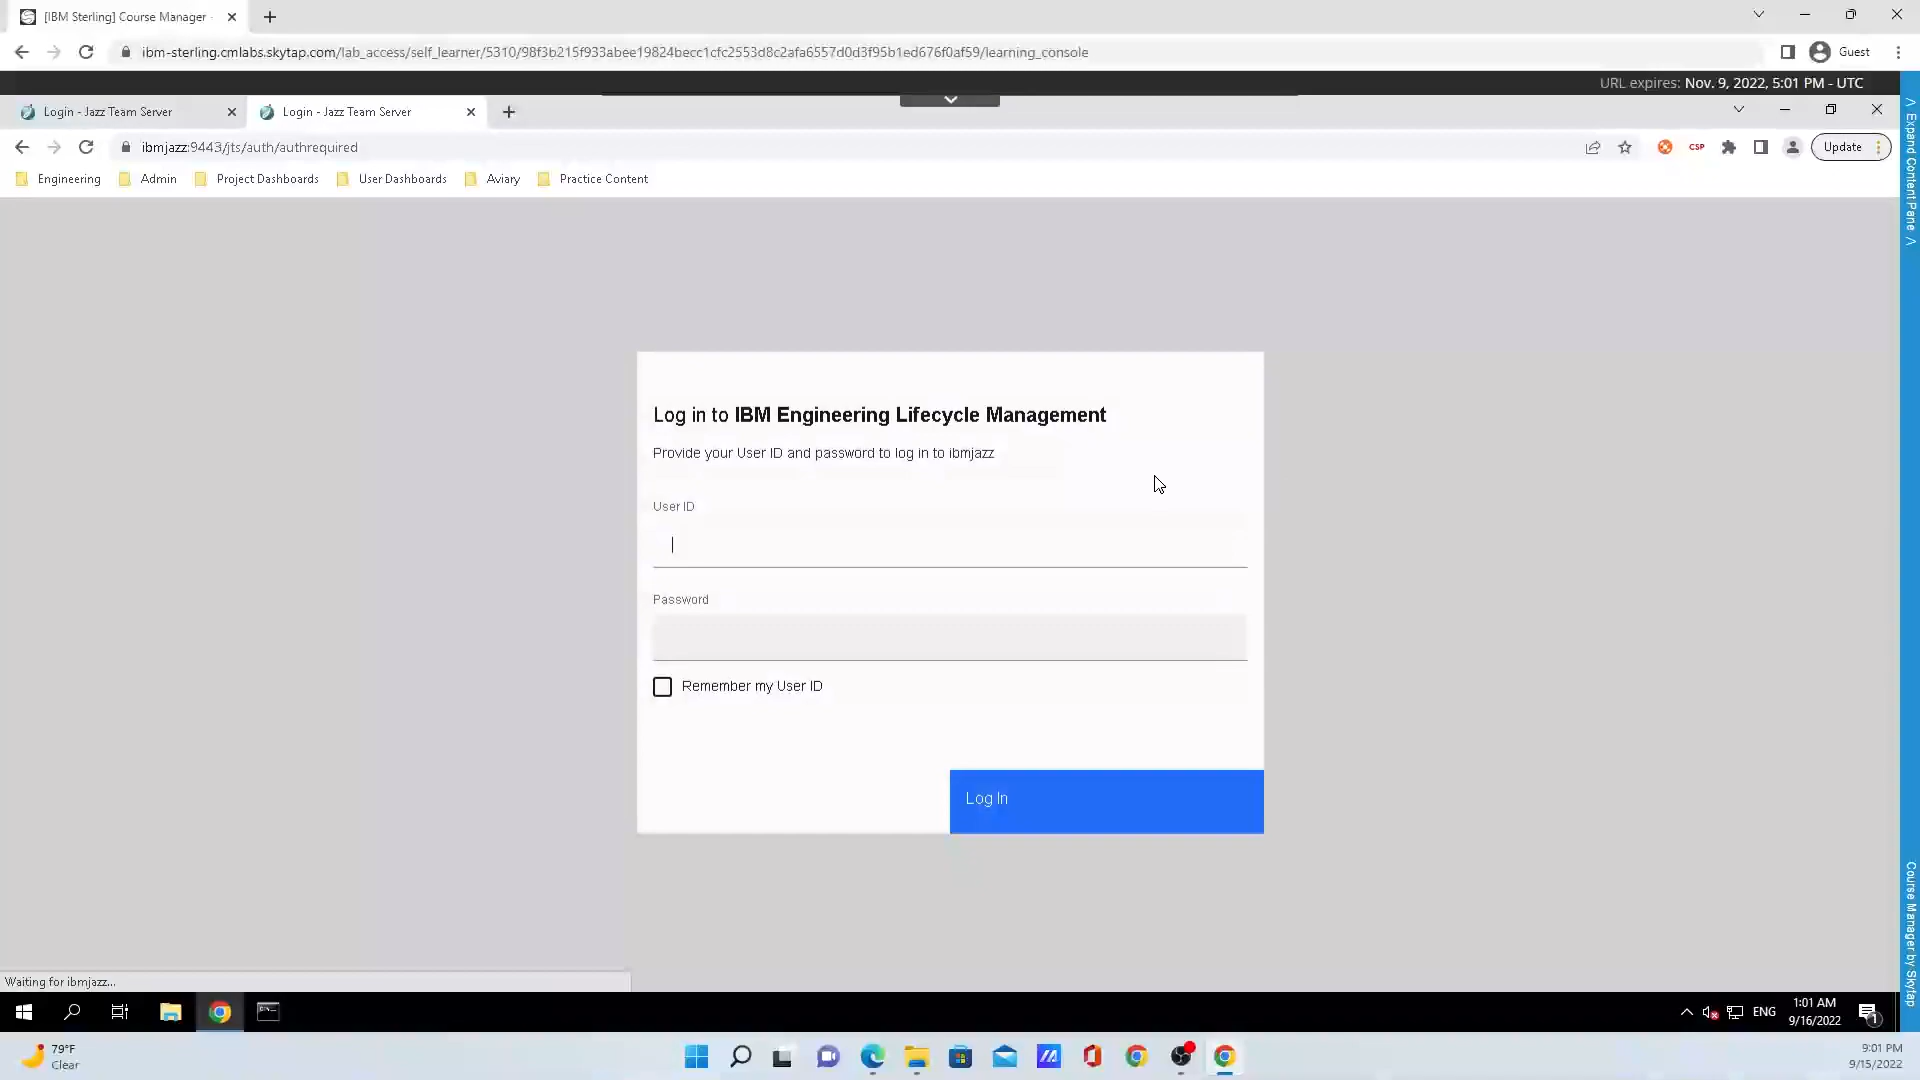 [IBM Sterling] Course Manager -
ibm-sterling.cmlabs.skytap.com/lab_access/self_learner/5310/98f3b215f933abee19824becc1cfc2553d8c2afa6557d0d3f95b1ed676f0af59/learning_console
Guest
URL expires: Nov. 9, 2022, 5:01 PM - UTC
Login - Jazz Team Server
Login - Jazz Team Server
ibmjazz:9443/jts/auth/authrequired
CSP
Update
Engineering
Admin
Project Dashboards
User Dashboards
Aviary
Practice Content
< Expand Content Pane <
Log in to IBM Engineering Lifecycle Management
Provide your User ID and password to log in to ibmjazz
User ID
Password
Remember my User ID
Log In
Course Manager by Skytap
Waiting for ibmjazz...
ENG
1:01 AM
9/16/2022
1
79°F
Clear
9:01 PM
9/15/2022